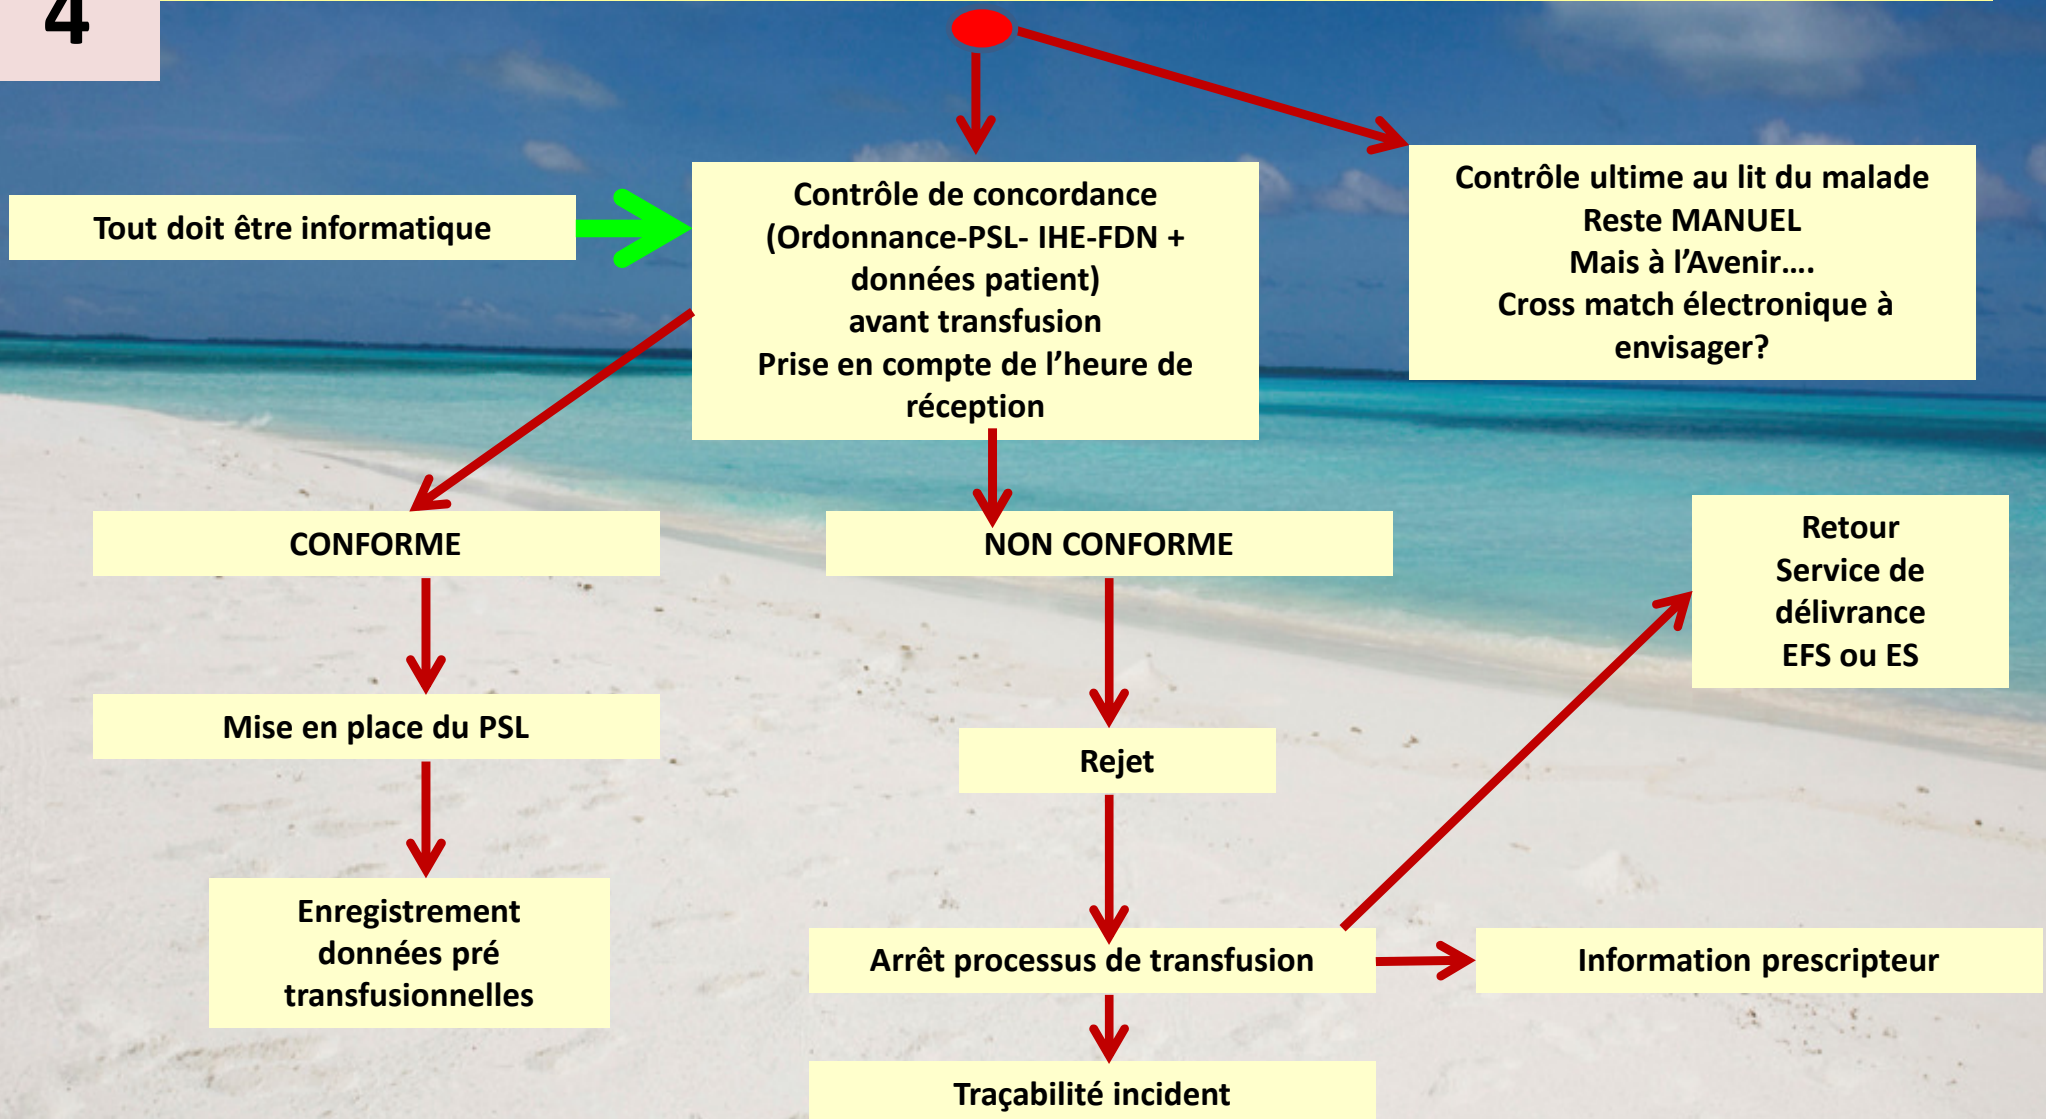 4
Contrôle de concordance
(Ordonnance-PSL- IHE-FDN +
données patient)
avant transfusion
Prise en compte de l'heure de
réception
Contrôle ultime au lit du malade
Reste MANUEL
Mais à l'Avenir....
Cross match électronique à
envisager?
Tout doit être informatique
CONFORME
NON CONFORME
Retour
Service de
délivrance
EFS ou ES
Mise en place du PSL
Rejet
Enregistrement
données pré
transfusionnelles
Arrêt processus de transfusion
Information prescripteur
Traçabilité incident